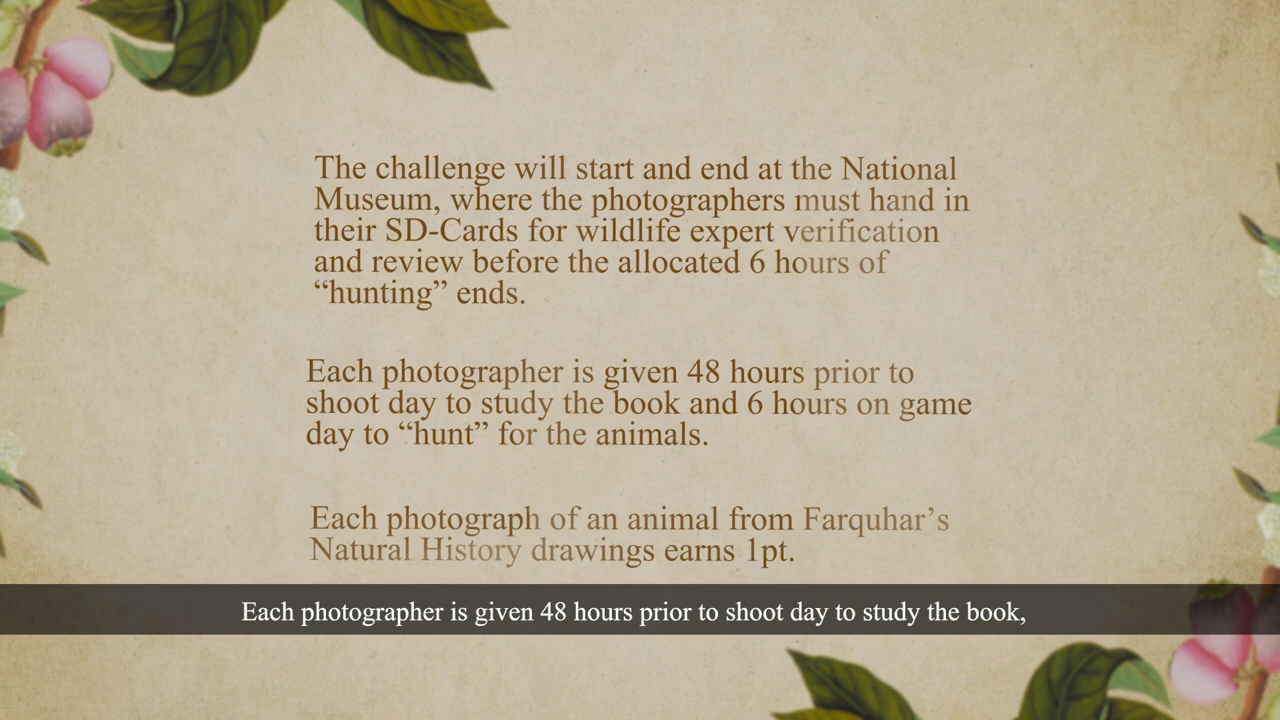 The challenge will start and end at the National
Museum, where the photographers must hand in
their SD-Cards for wildlife expert verification
and review before the allocated 6 hours of
“hunting” ends.
Each photographer is given 48 hours prior to
shoot day to study the book and 6 hours on game
day to “hunt” for the animals.
Each photograph of an animal from Farquhar’s
Natural History drawings earns 1pt.
Each photographer is given 48 hours prior to shoot day to study the book,